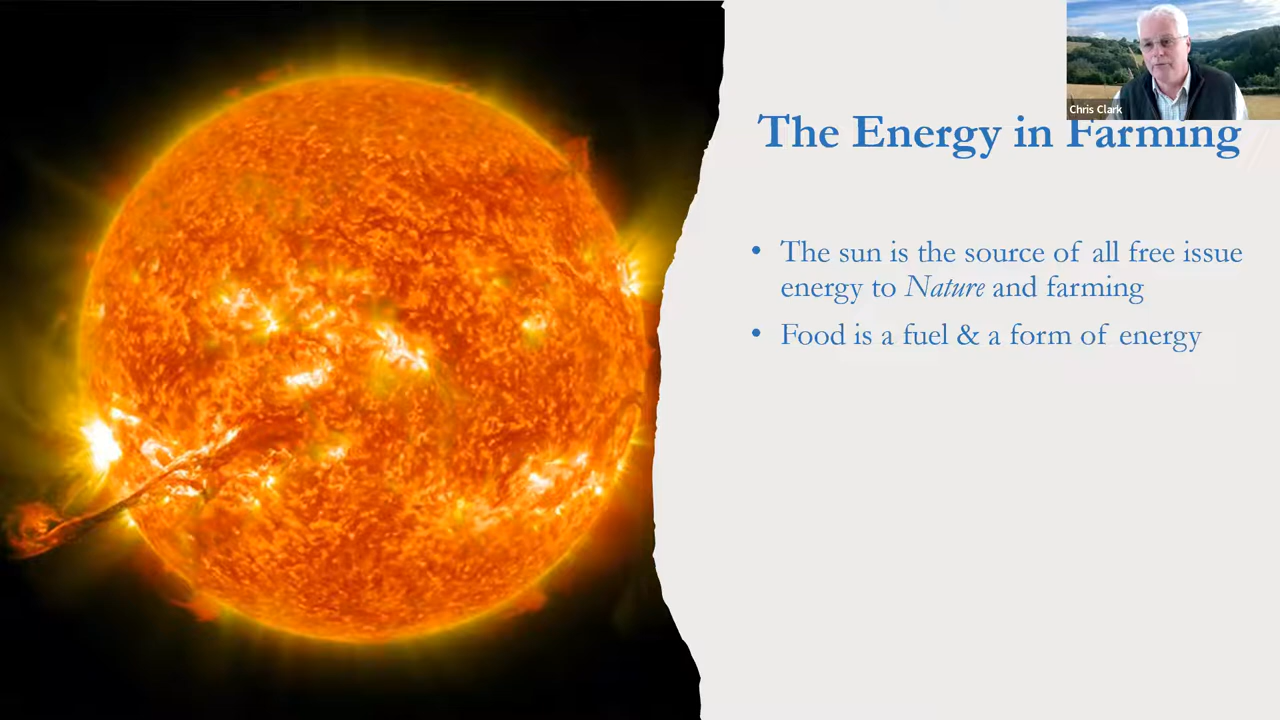 Chris Clark
The Energy in Farming
• The sun is the source of all free issue
energy to Nature and farming
• Food is a fuel & a form of energy